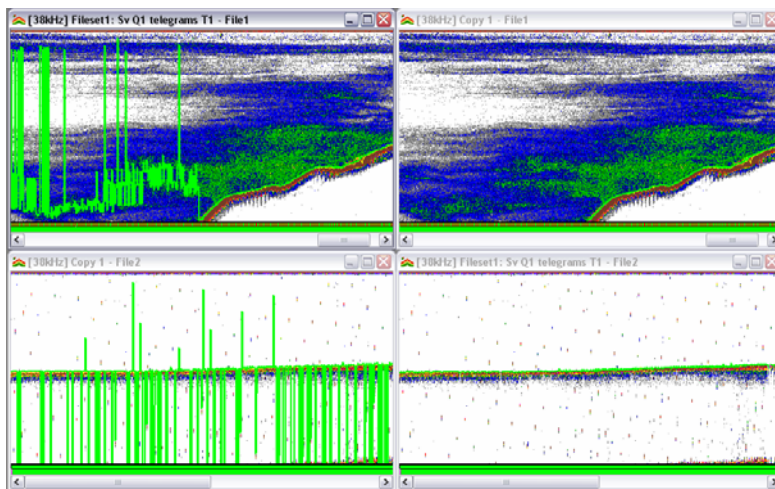 [38kHz] Fileset1: Sv Q1 telegrams T1 - File1
[38kHz] Copy 1 - File1
[38kHz] Copy 1 - File2
[38kHz] Fileset1: Sv Q1 telegrams T1 - File2